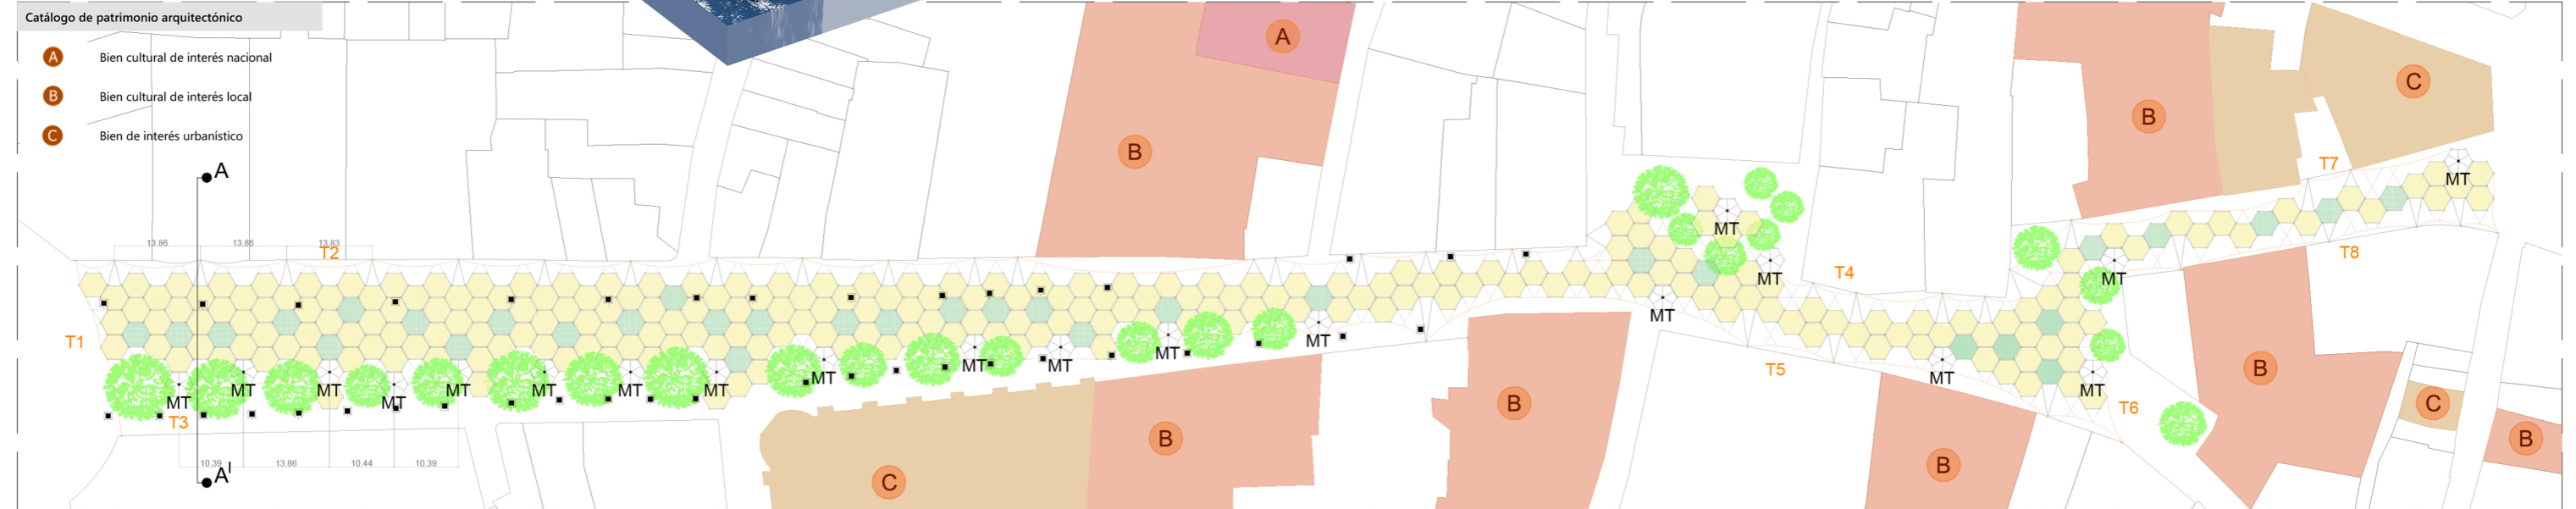 Catálogo de patrimonio arquitectónico
A Bien cultural de interés nacional
B Bien cultural de interés local
C Bien de interés urbanístico
A
A
B
B
C
T7
MT
MT
13.86
13.86
13.83
T2
T4
MT
MT
T8
T1
MT
MT
T5
MT
MT
MT
B
MT
MT
MT
MT
MT
MT
MT
MT
MT
MT
T3
B
C
T6
B
B
10.39
13.86
10.44
10.39
A'
C
B